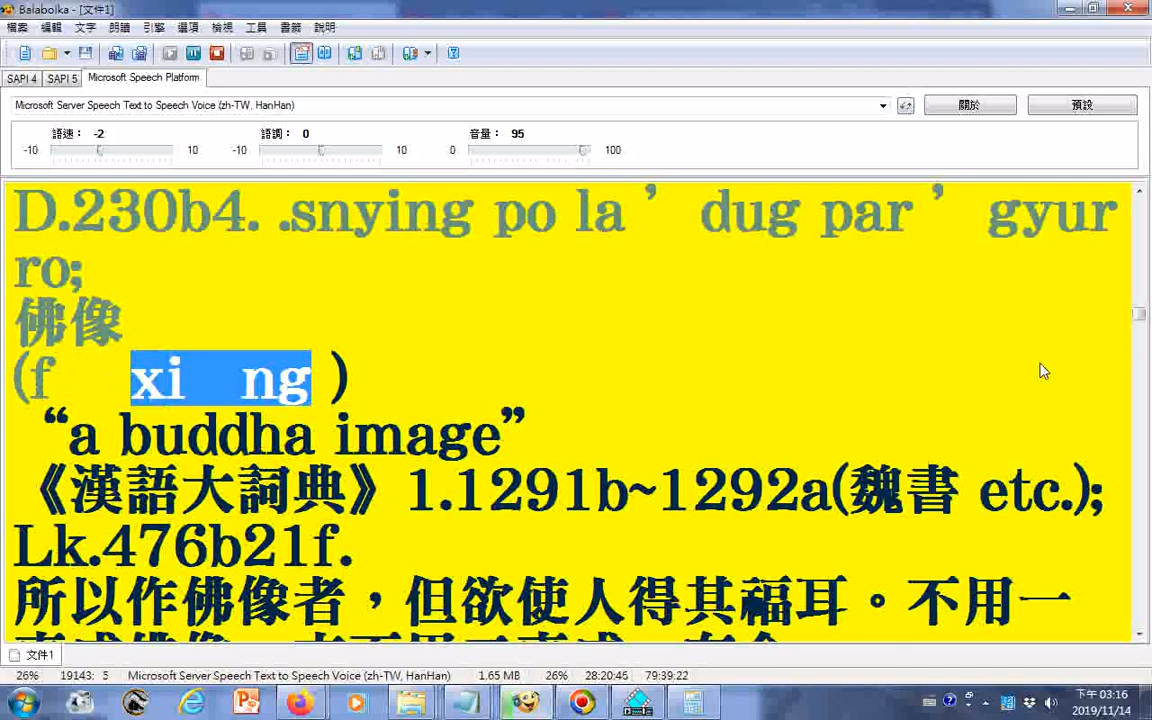 Balabolka - [文件1]
檔案 編輯 文字 朗讀 引擎 選項 檢視 工具 書籤 說明
SAPI 4 SAPI 5 Microsoft Speech Platform
Microsoft Server Speech Text to Speech Voice (zh-TW, HanHan) 關於 預設
語速： -2 語調： 0 音量： 95
-10 10 -10 10 0 100
D.230b4. .snying po la ’ dug par ’ gyur
ro;
佛像
(f xi ng )
“a buddha image”
《漢語大詞典》1.1291b~1292a(魏書 etc.);
Lk.476b21f.
所以作佛像者，但欲使人得其福耳。不用一
文件1
26% 19143: 5 Microsoft Server Speech Text to Speech Voice (zh-TW, HanHan) 1.65 MB 26% 28:20:46 79:39:22
下午 03:16
2019/11/14